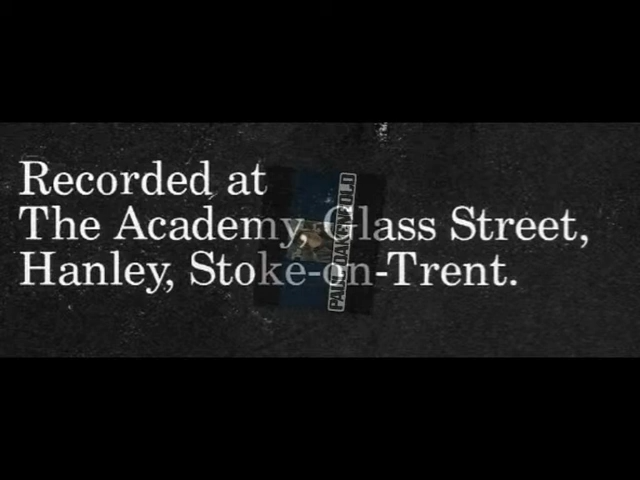 Recorded at
The Academy, Glass Street,
Hanley, Stoke-on-Trent.
PAUL OAKENFOLD